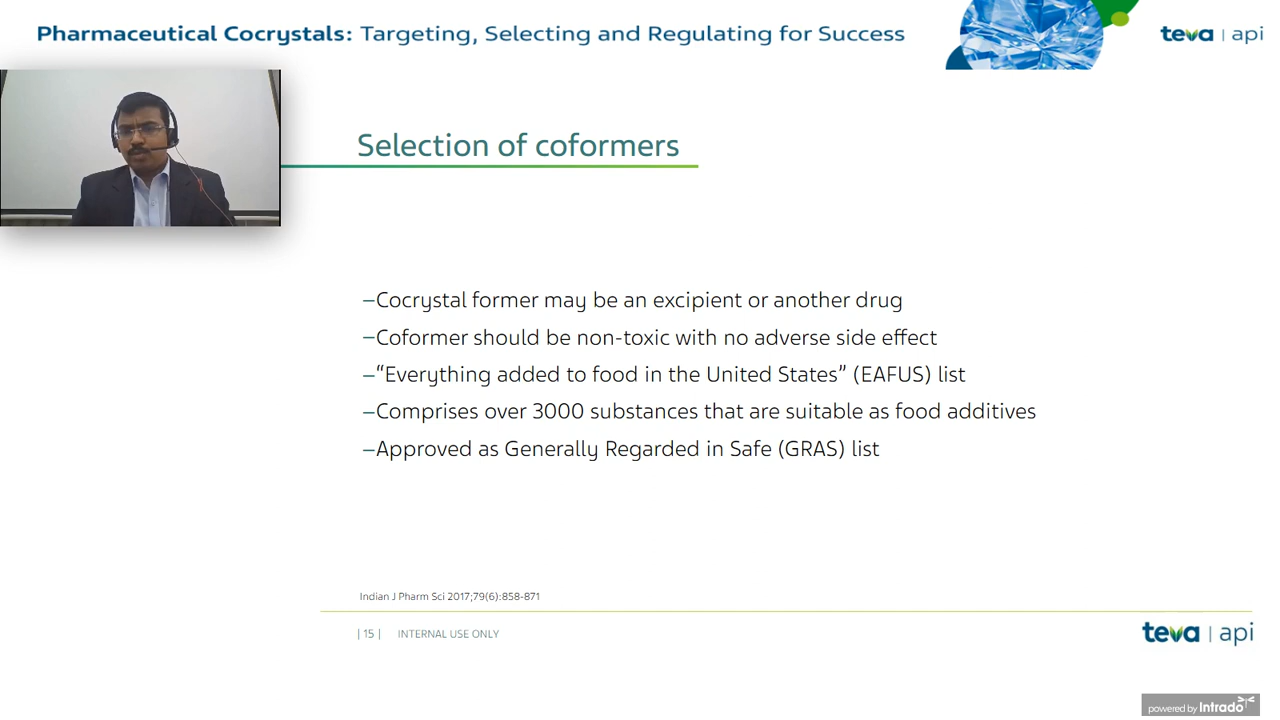 Pharmaceutical Cocrystals: Targeting, Selecting and Regulating for Success
teva | api
Selection of coformers
–Cocrystal former may be an excipient or another drug
–Coformer should be non-toxic with no adverse side effect
–“Everything added to food in the United States” (EAFUS) list
–Comprises over 3000 substances that are suitable as food additives
–Approved as Generally Regarded in Safe (GRAS) list
Indian J Pharm Sci 2017;79(6):858-871
| 15 | INTERNAL USE ONLY
teva | api
powered by Intrado